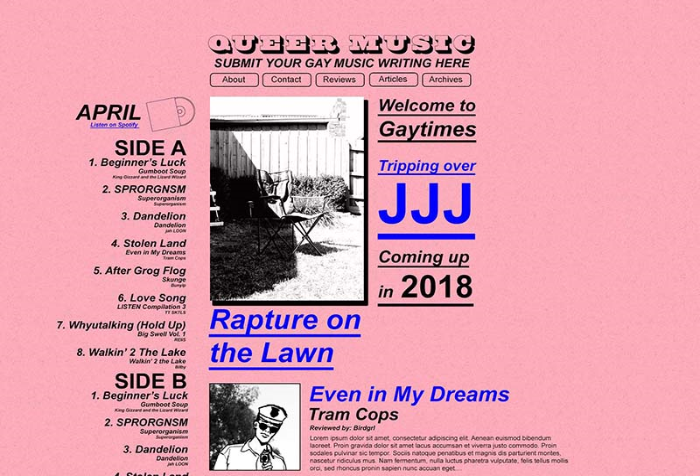 QUEER MUSIC
SUBMIT YOUR GAY MUSIC WRITING HERE
About
Contact
Reviews
Articles
Archives
APRIL
Listen on Spotify
SIDE A
1. Beginner's Luck
Gumboot Soup
King Gizzard and the Lizard Wizard
2. SPRORGNSM
Superorganism
Superorganism
3. Dandelion
Dandelion
jah LOON
4. Stolen Land
Even in My Dreams
Tram Cops
5. After Grog Flog
Skunge
Bunyip
6. Love Song
LISTEN Compilation 3
7. Whyutalking (Hold Up)
Big Swell Vol. 1
8. Walkin' 2 The Lake
Walkin' 2 the Lake
Bilby
SIDE B
1. Beginner's Luck
Gumboot Soup
King Gizzard and the Lizard Wizard
2. SPRORGNSM
Superorganism
Superorganism
3. Dandelion
Dandelion
jah LOON
4. Stolen Land
Welcome to
Gaytimes
Tripping over
JJJ
Coming up
in 2018
Rapture on
the Lawn
Even in My Dreams
Tram Cops
Reviewed by: Birdgrl
Lorem ipsum dolor sit amet, consectetur adipiscing elit. Aenean euismod bibendum
laoreet. Proin gravida dolor sit amet lacus accumsan et viverra justo commodo. Proin
sodales pulvinar sic tempor. Sociis natoque penatibus et magnis dis parturient montes,
nascetur ridiculus mus. Nam fermentum, nulla luctus pharetra vulputate, felis tellus mollis
orci, sed rhoncus pronin sapien nunc accuan eget...